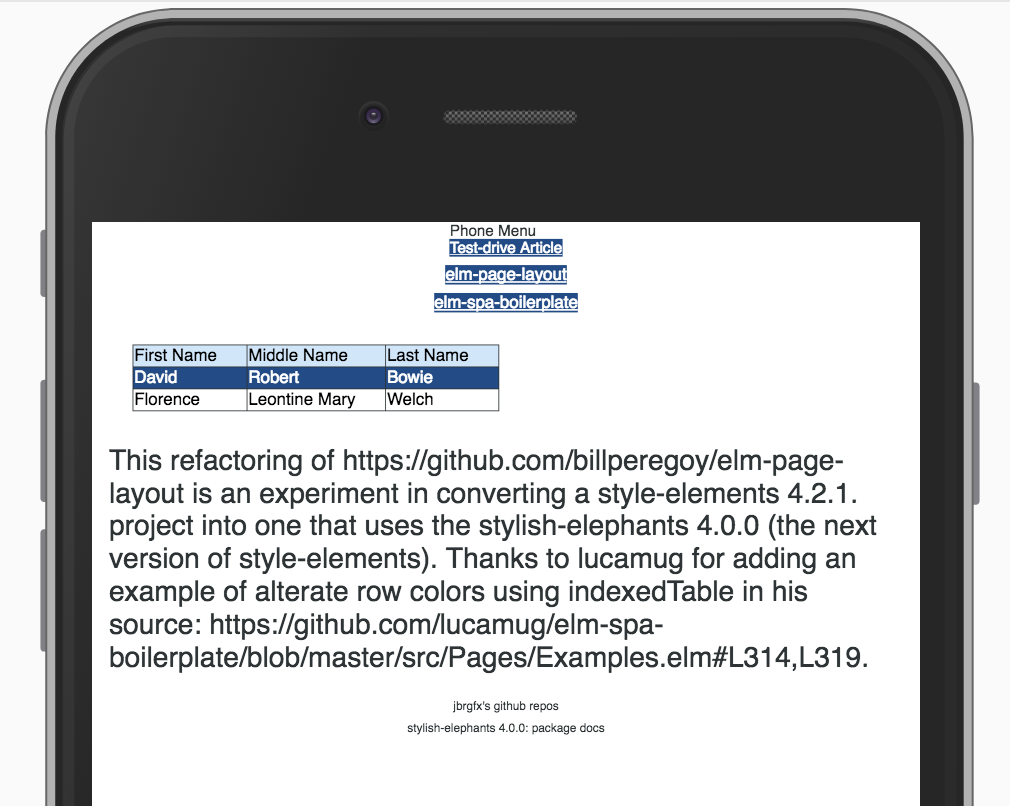 Phone Menu
Test-drive Article
elm-page-layout
elm-spa-boilerplate
First Name Middle Name Last Name
David Robert Bowie
Florence Leontine Mary Welch
This refactoring of https://github.com/billperegoy/elm-page-
layout is an experiment in converting a style-elements 4.2.1.
project into one that uses the stylish-elephants 4.0.0 (the next
version of style-elements). Thanks to lucamug for adding an
example of alterate row colors using indexedTable in his
source: https://github.com/lucamug/elm-spa-
boilerplate/blob/master/src/Pages/Examples.elm#L314,L319.
jbrgfx's github repos
stylish-elephants 4.0.0: package docs